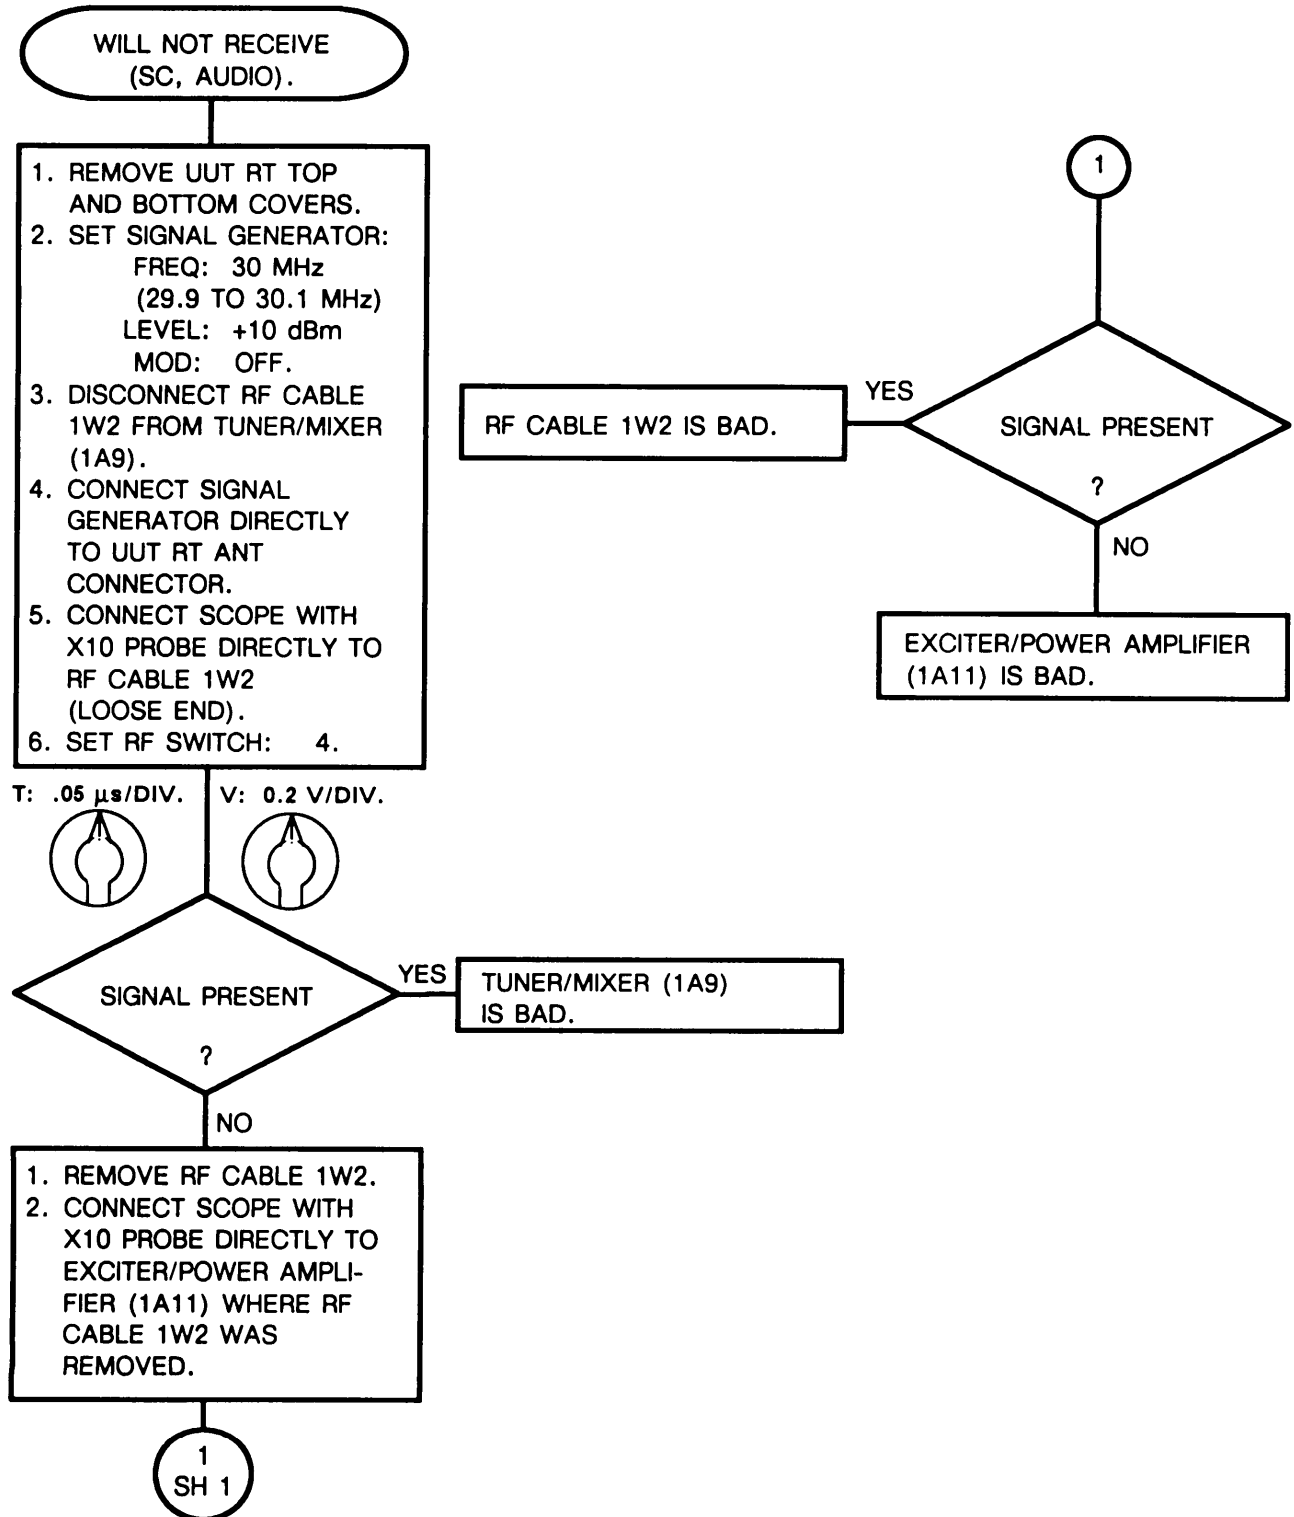 WILL NOT RECEIVE
(SC, AUDIO).
1. REMOVE UUT RT TOP
AND BOTTOM COVERS.
2. SET SIGNAL GENERATOR:
FREQ: 30 MHz
(29.9 TO 30.1 MHz)
LEVEL: +10 dBm
MOD: OFF.
3. DISCONNECT RF CABLE
1W2 FROM TUNER/MIXER
(1A9).
4. CONNECT SIGNAL
GENERATOR DIRECTLY
TO UUT RT ANT
CONNECTOR.
5. CONNECT SCOPE WITH
X10 PROBE DIRECTLY TO
RF CABLE 1W2
(LOOSE END).
6. SET RF SWITCH: 4.
T: .05 μs/DIV. V: 0.2 V/DIV.
SIGNAL PRESENT
?
YES
TUNER/MIXER (1A9)
IS BAD.
NO
1. REMOVE RF CABLE 1W2.
2. CONNECT SCOPE WITH
X10 PROBE DIRECTLY TO
EXCITER/POWER AMPLI-
FIER (1A11) WHERE RF
CABLE 1W2 WAS
REMOVED.
1
SH 1
1
SIGNAL PRESENT
?
YES
RF CABLE 1W2 IS BAD.
NO
EXCITER/POWER AMPLIFIER
(1A11) IS BAD.